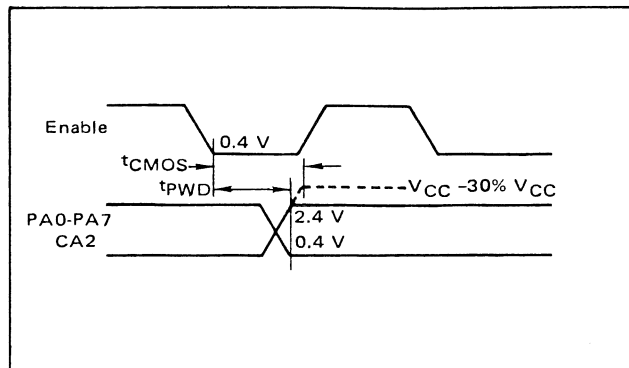 Enable
0.4 V
tCMOS
tPWD
VCC -30% VCC
PA0-PA7
CA2
2.4 V
0.4 V